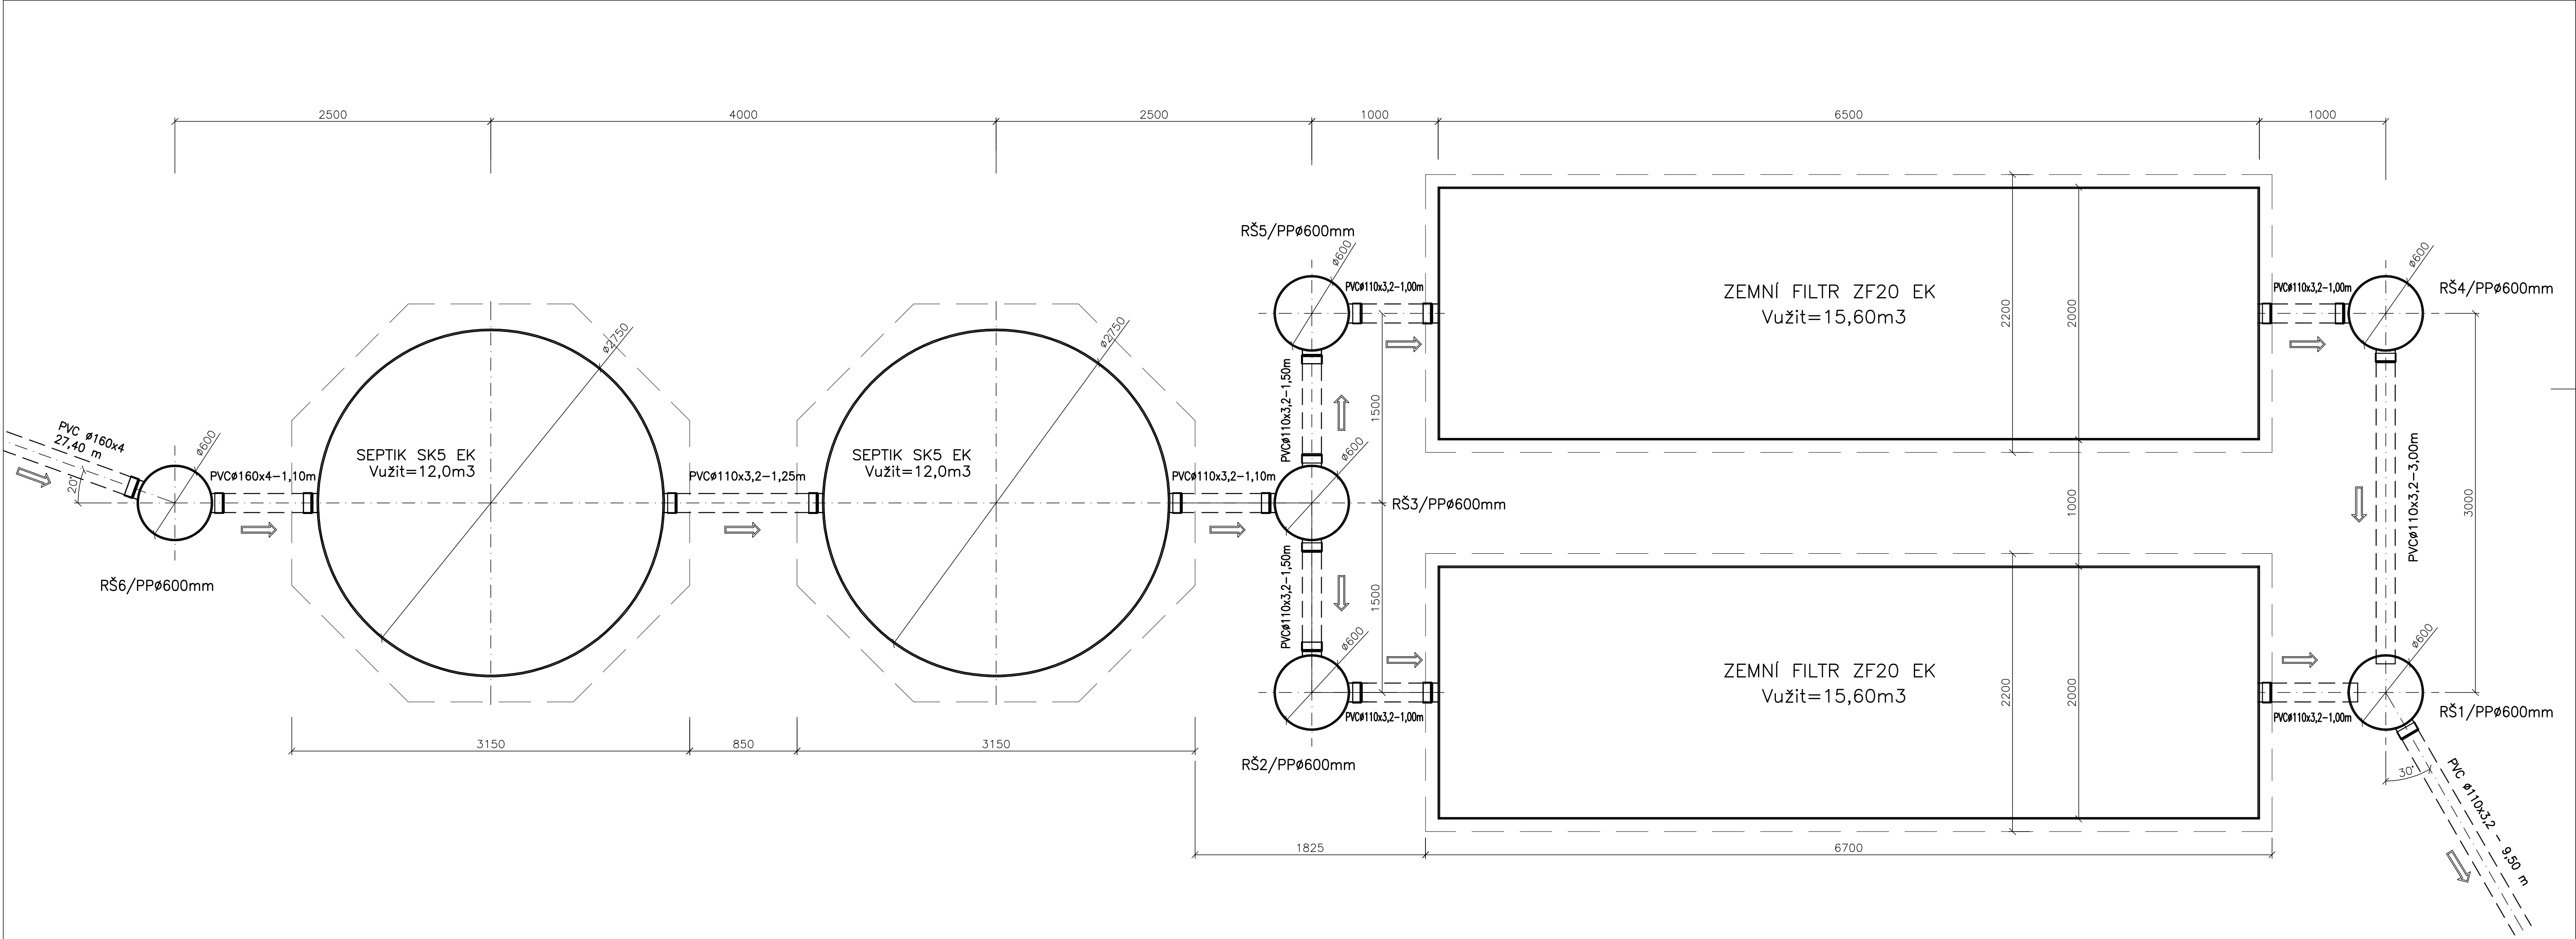 2500
4000
2500
1000
6500
1000
RŠ5/PPø600mm
ø600
PVCø110x3,2-1,00m
ZEMNÍ FILTR ZF20 EK
Vužit=15,60m3
2200
2000
PVCø110x3,2-1,00m
ø600
RŠ4/PPø600mm
ø2750
ø2750
PVCø110x3,2-1,50m
1500
PVC ø160x4
27.40 m
20°
ø600
PVCø160x4-1,10m
SEPTIK SK5 EK
Vužit=12,0m3
PVCø110x3,2-1,25m
SEPTIK SK5 EK
Vužit=12,0m3
PVCø110x3,2-1,10m
ø600
RŠ3/PPø600mm
1000
PVCø110x3,2-3,00m
3000
RŠ6/PPø600mm
PVCø110x3,2-1,50m
1500
ø600
PVCø110x3,2-1,00m
RŠ2/PPø600mm
ZEMNÍ FILTR ZF20 EK
Vužit=15,60m3
2200
2000
PVCø110x3,2-1,00m
ø600
RŠ1/PPø600mm
30°
PVC ø110x3,2 - 9,50 m
3150
850
3150
1825
6700